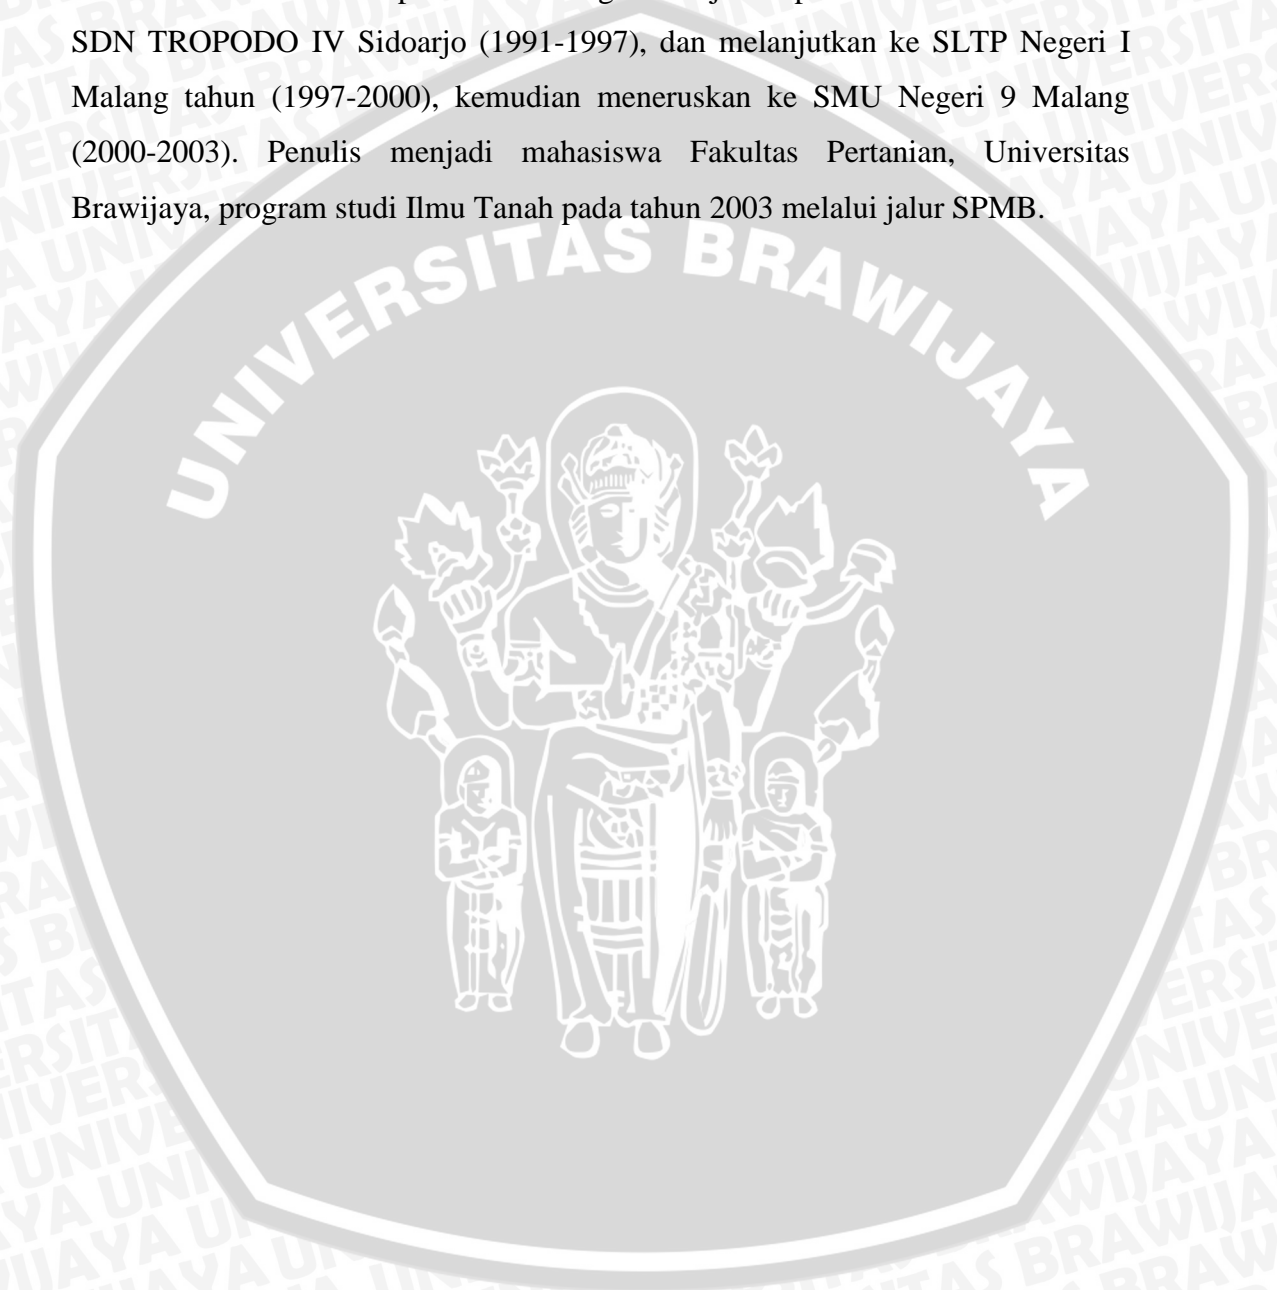 SDN TROPODO IV Sidoarjo (1991-1997), dan melanjutkan ke SLTP Negeri I
Malang tahun (1997-2000), kemudian meneruskan ke SMU Negeri 9 Malang
(2000-2003). Penulis menjadi mahasiswa Fakultas Pertanian, Universitas
Brawijaya, program studi Ilmu Tanah pada tahun 2003 melalui jalur SPMB.
UNIVERSITAS BRAWIJAYA